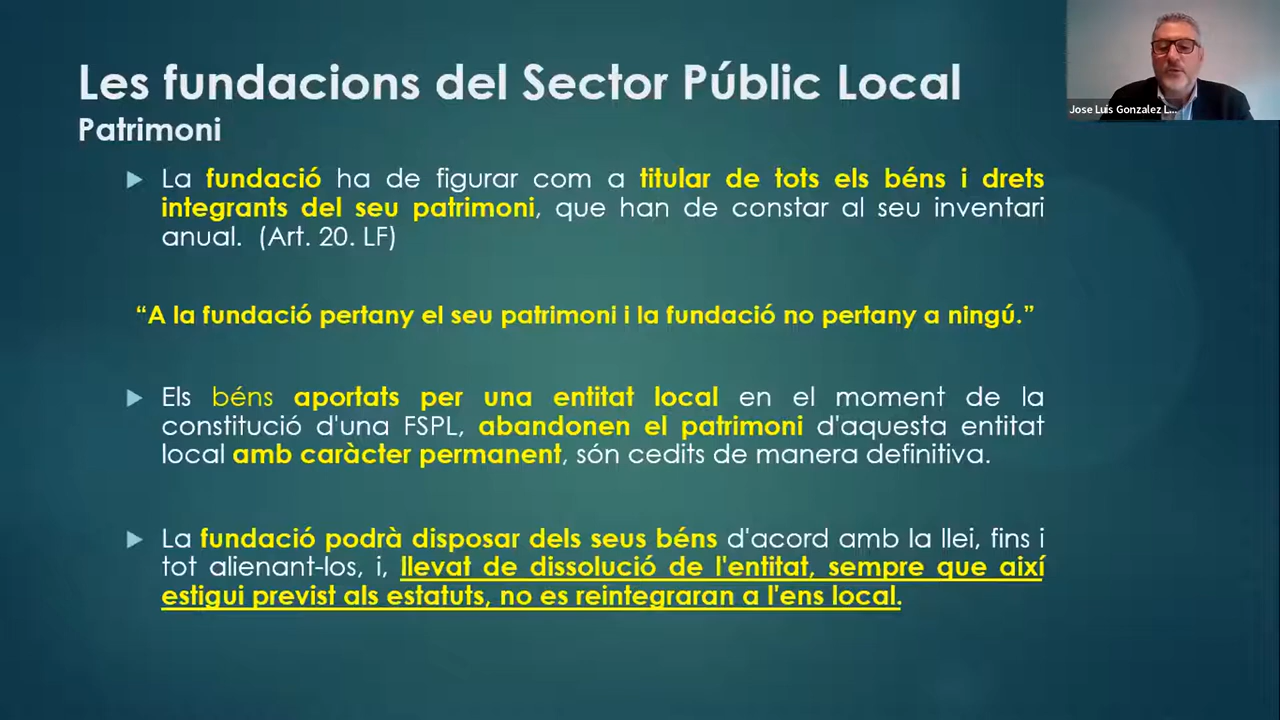 Les fundacions del Sector Públic Local
Patrimoni
Jose Luis Gonzalez L...
La fundació ha de figurar com a titular de tots els béns i drets
integrants del seu patrimoni, que han de constar al seu inventari
anual. (Art. 20. LF)
“A la fundació pertany el seu patrimoni i la fundació no pertany a ningú.”
Els béns aportats per una entitat local en el moment de la
constitució d'una FSPL, abandonen el patrimoni d'aquesta entitat
local amb caràcter permanent, són cedits de manera definitiva.
La fundació podrà disposar dels seus béns d'acord amb la llei, fins i
tot alienant-los, i, llevat de dissolució de l'entitat, sempre que així
estigui previst als estatuts, no es reintegraran a l'ens local.